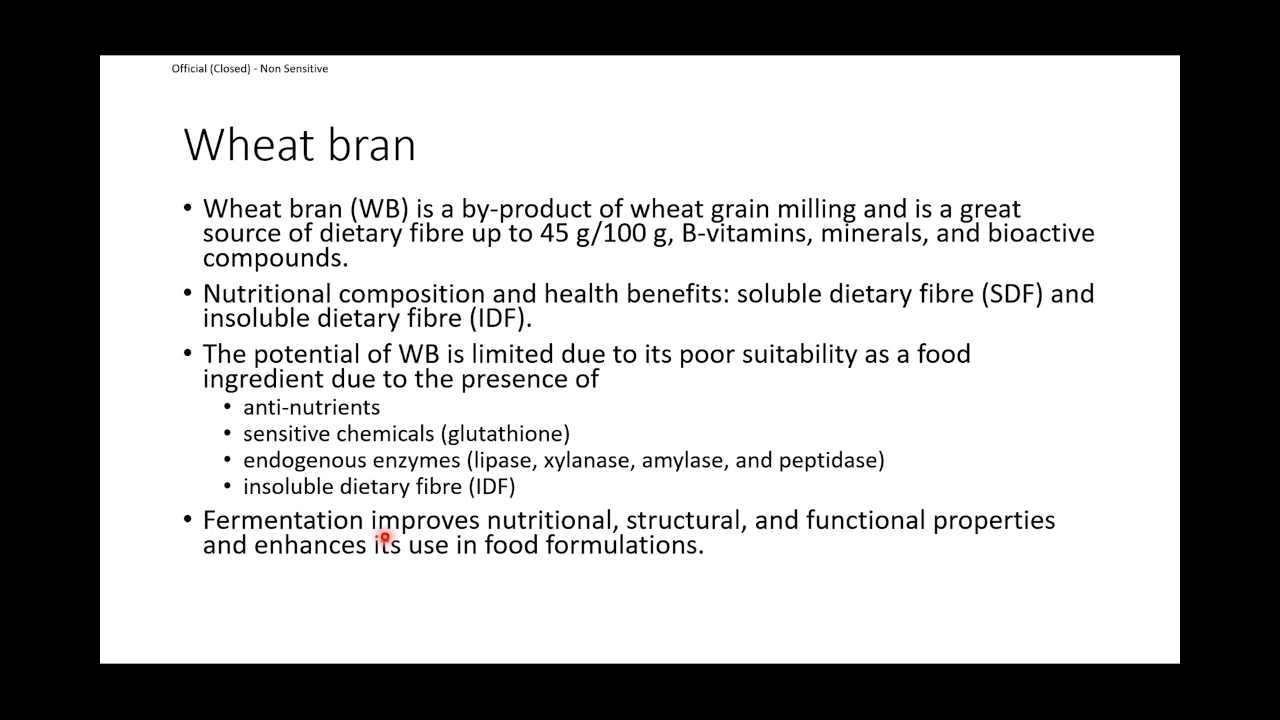 Official (Closed) - Non Sensitive
Wheat bran
• Wheat bran (WB) is a by-product of wheat grain milling and is a great
source of dietary fibre up to 45 g/100 g, B-vitamins, minerals, and bioactive
compounds.
• Nutritional composition and health benefits: soluble dietary fibre (SDF) and
insoluble dietary fibre (IDF).
• The potential of WB is limited due to its poor suitability as a food
ingredient due to the presence of
• anti-nutrients
• sensitive chemicals (glutathione)
• endogenous enzymes (lipase, xylanase, amylase, and peptidase)
• insoluble dietary fibre (IDF)
• Fermentation improves nutritional, structural, and functional properties
and enhances its use in food formulations.